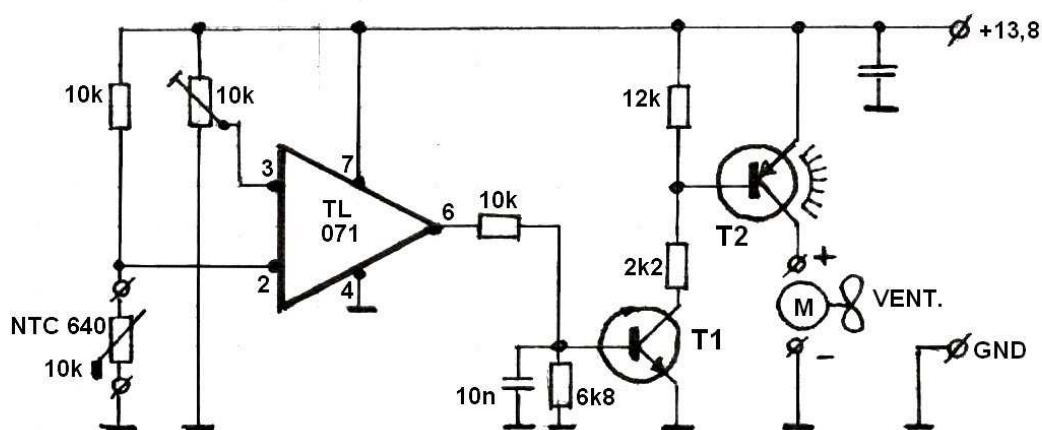 +13,8
10k
10k
12k
3
7
TL
071
6
10k
T2
2
4
2k2
+
M
VENT.
NTC 640
10k
T1
-
GND
10n
6k8